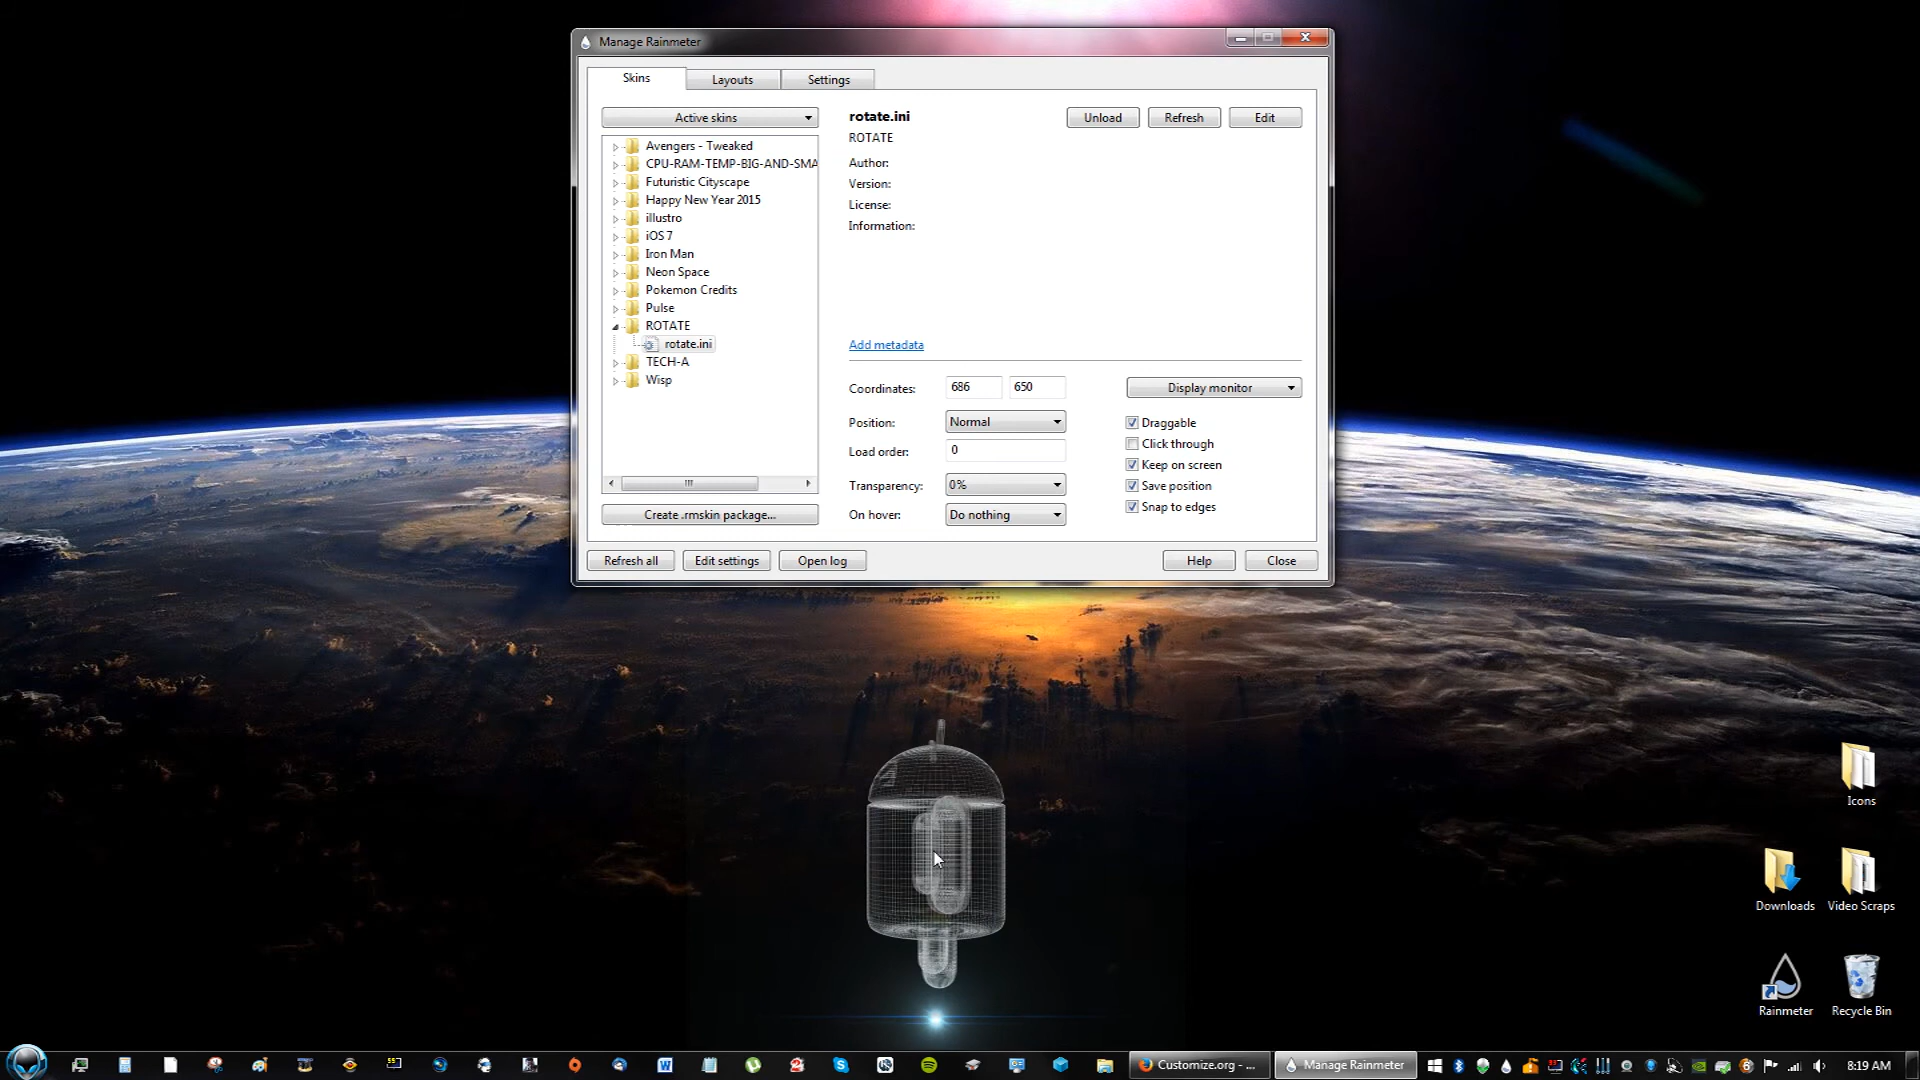 Manage Rainmeter
Skins
Layouts
Settings
Active skins
Avengers - Tweaked
CPU-RAM-TEMP-BIG-AND-SMA
Futuristic Cityscape
Happy New Year 2015
illustro
iOS 7
Iron Man
Neon Space
Pokemon Credits
Pulse
ROTATE
rotate.ini
TECH-A
Wisp
Create .rmskin package...
rotate.ini
Unload
Refresh
Edit
ROTATE
Author:
Version:
License:
Information:
Add metadata
Coordinates:
686
650
Display monitor
Position:
Normal
Load order:
0
Transparency:
0%
On hover:
Do nothing
Draggable
Click through
Keep on screen
Save position
Snap to edges
Refresh all
Edit settings
Open log
Help
Close
Icons
Downloads
Video Scraps
Rainmeter
Recycle Bin
Customize.org - ...
Manage Rainmeter
8:19 AM